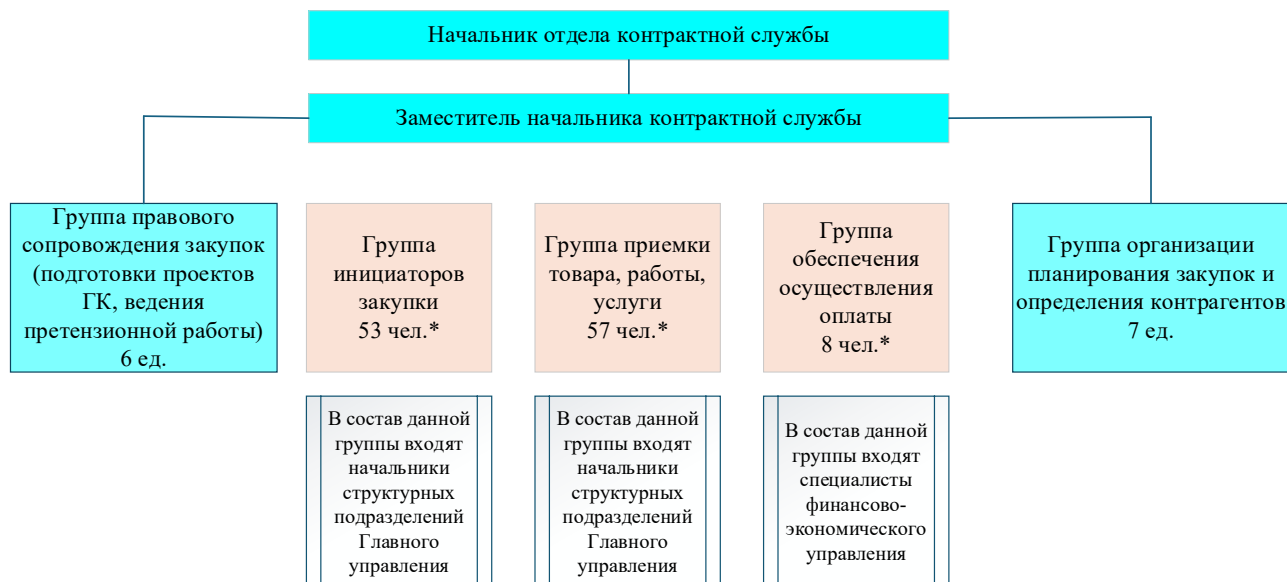 Начальник отдела контрактной службы
Заместитель начальника контрактной службы
Группа правового
сопровождения закупок
(подготовки проектов
ГК, ведения
претензионной работы)
6 ед.
Группа
инициаторов
закупки
53 чел.*
Группа приемки
товара, работы,
услуги
57 чел.*
Группа
обеспечения
осуществления
оплаты
8 чел.*
Группа организации
планирования закупок и
определения контрагентов
7 ед.
В состав данной
группы входят
начальники
структурных
подразделений
Главного
управления
В состав данной
группы входят
начальники
структурных
подразделений
Главного
управления
В состав данной
группы входят
специалисты
финансово-
экономического
управления